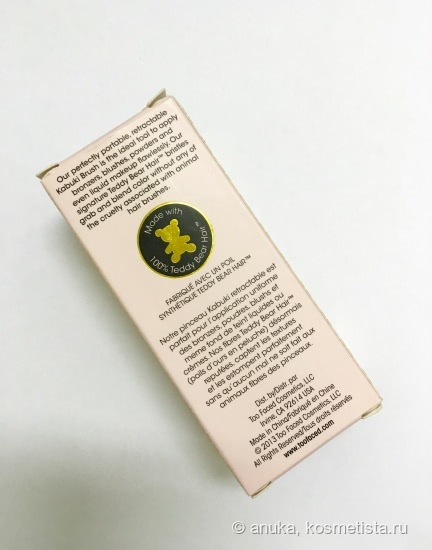 Our perfectly portable, retractable
Kabuki Brush is the ideal tool to apply
bronzers, blushes, powders and
even liquid makeup flawlessly. Our
signature Teddy Bear Hair™ bristles
grab and blend color without any of
the cruelty associated with animal
hair brushes.
Made with
100% Teddy Bear Hair™
FABRIQUÉ AVEC UN POIL
SYNTHÉTIQUE TEDDY BEAR HAIR™
Notre pinceau Kabuki retractable est
parfait pour l'application uniforme
des bronzers, poudres, blushs et
meme fond de teint liquides ou
crèmes. Nos fibres Teddy Bear Hair™
(poils d'ours en peluche) désormais
reputées, captent les textures
et les estompent parfaitement
sans qu'aucun mal ne soit fait aux
animaux fibres des pinceaux.
Dist. by/Distr. par
Too Faced Cosmetics, LLC
Irvine, CA 92614 USA
Made in China/Fabriqué en Chine
© 2013 Too Faced Cosmetics, LLC
All Rights Reserved/Tous droits réservés
www.toofaced.com
© anuka, kosmetista.ru